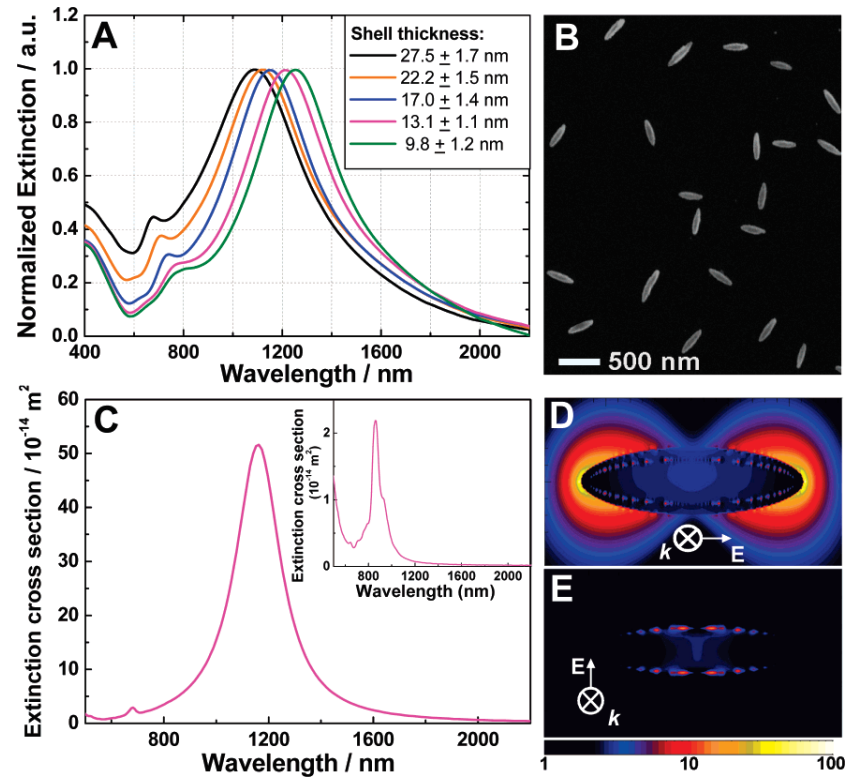 A
Normalized Extinction / a.u.
1.2
1.0
0.8
0.6
0.4
0.2
0.0
400
800
1200
1600
2000
Wavelength / nm
Shell thickness:
27.5 ± 1.7 nm
22.2 ± 1.5 nm
17.0 ± 1.4 nm
13.1 ± 1.1 nm
9.8 ± 1.2 nm
B
500 nm
C
Extinction cross section / 10⁻¹⁴ m²
60
50
40
30
20
10
0
800
1200
1600
2000
Wavelength / nm
Extinction cross section
(10⁻¹⁴ m²)
2
1
0
800
1200
1600
2000
Wavelength (nm)
D
k
E
E
E
k
1
10
100